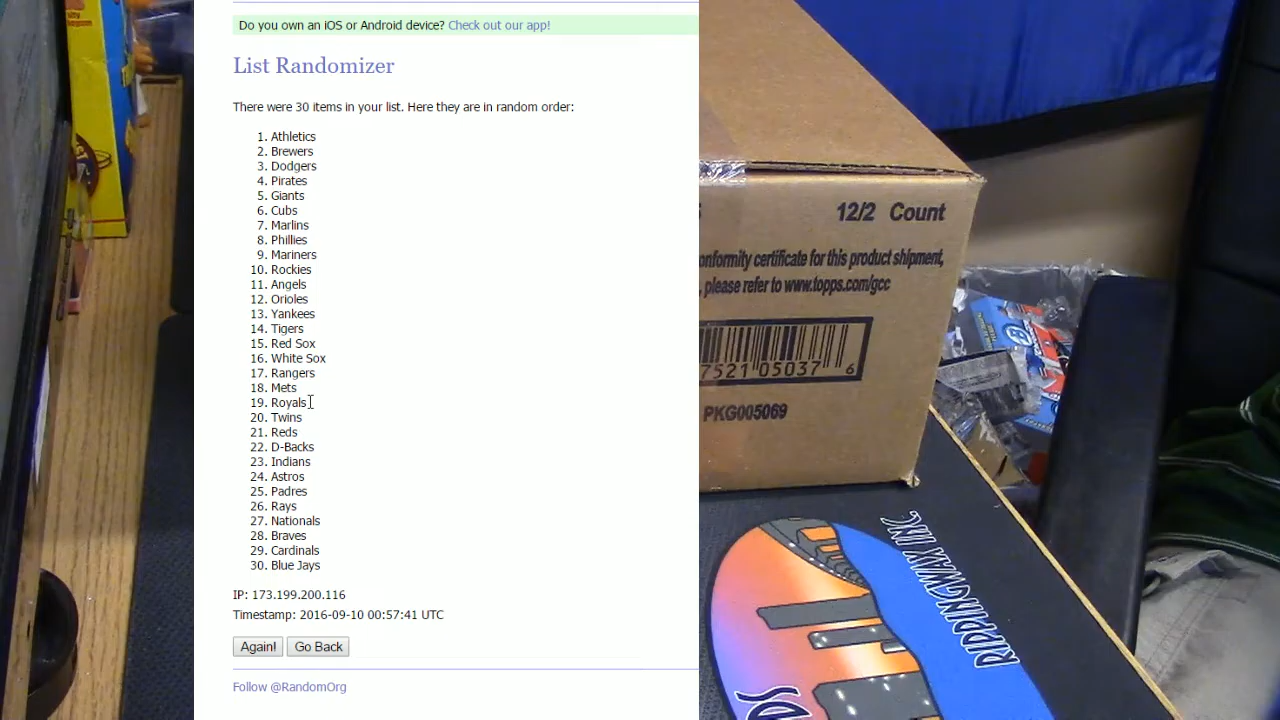 Do you own an iOS or Android device? Check out our app!
List Randomizer
There were 30 items in your list. Here they are in random order:
1. Athletics
2. Brewers
3. Dodgers
4. Pirates
5. Giants
6. Cubs
7. Marlins
8. Phillies
9. Mariners
10. Rockies
11. Angels
12. Orioles
13. Yankees
14. Tigers
15. Red Sox
16. White Sox
17. Rangers
18. Mets
19. Royals
20. Twins
21. Reds
22. D-Backs
23. Indians
24. Astros
25. Padres
26. Rays
27. Nationals
28. Braves
29. Cardinals
30. Blue Jays
IP: 173.199.200.116
Timestamp: 2016-09-10 00:57:41 UTC
Again! Go Back
Follow @RandomOrg
12/2 Count
for this product shipment,
, please refer to www.topps.com/gcc
7521 05037 6
PKG005069
RIPPINGWAX INC.